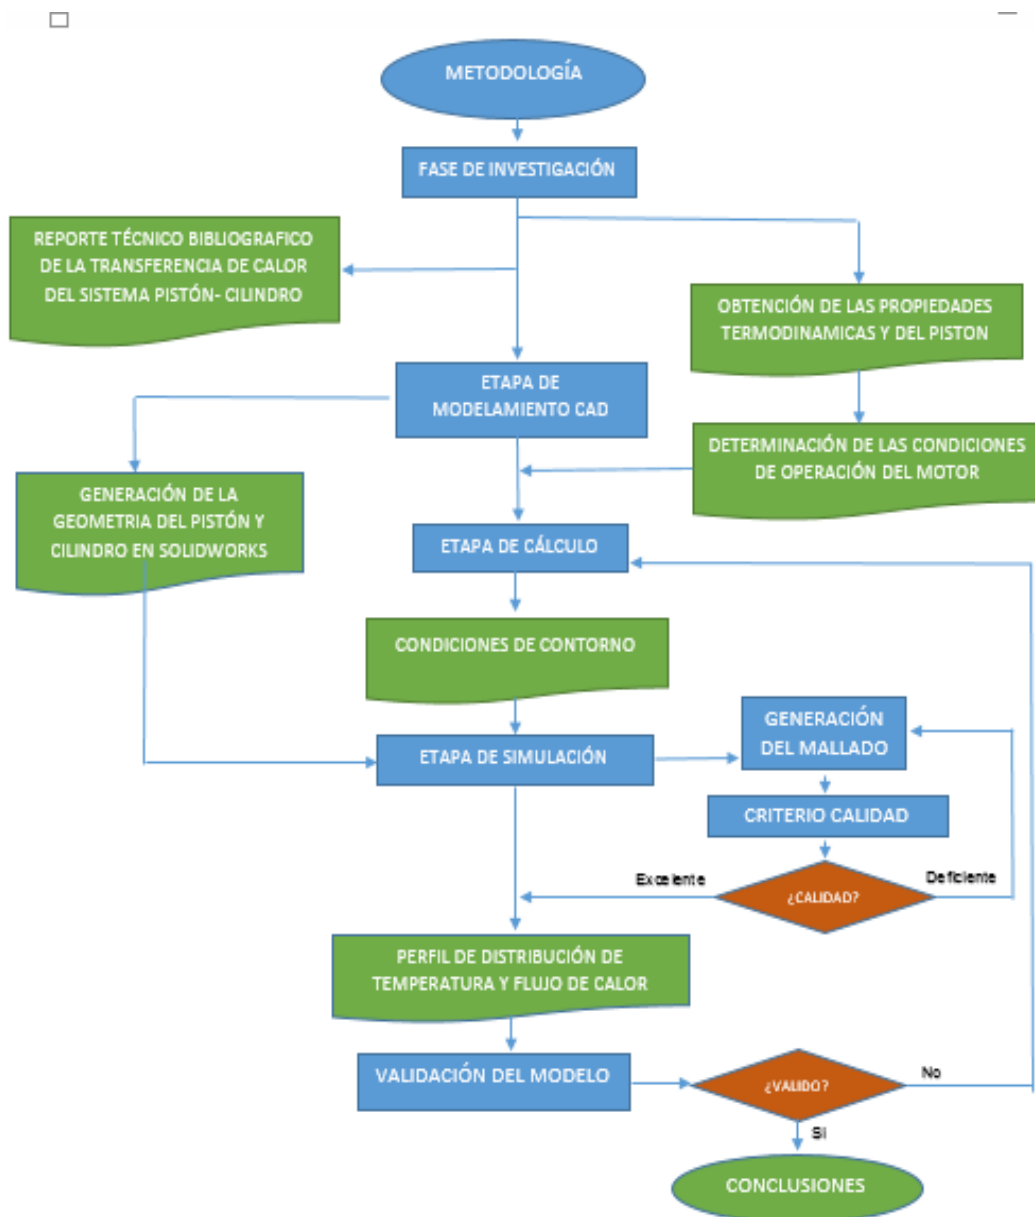 METODOLOGÍA
FASE DE INVESTIGACIÓN
REPORTE TÉCNICO BIBLIOGRAFICO
DE LA TRANSFERENCIA DE CALOR
DEL SISTEMA PISTÓN- CILINDRO
OBTENCIÓN DE LAS PROPIEDADES
TERMODINAMICAS Y DEL PISTON
ETAPA DE
MODELAMIENTO CAD
DETERMINACIÓN DE LAS CONDICIONES
DE OPERACIÓN DEL MOTOR
GENERACIÓN DE LA
GEOMETRIA DEL PISTÓN Y
CILINDRO EN SOLIDWORKS
ETAPA DE CÁLCULO
CONDICIONES DE CONTORNO
ETAPA DE SIMULACIÓN
GENERACIÓN
DEL MALLADO
CRITERIO CALIDAD
Excelente
¿CALIDAD?
Deficiente
PERFIL DE DISTRIBUCIÓN DE
TEMPERATURA Y FLUJO DE CALOR
VALIDACIÓN DEL MODELO
¿VALIDO?
No
Si
CONCLUSIONES